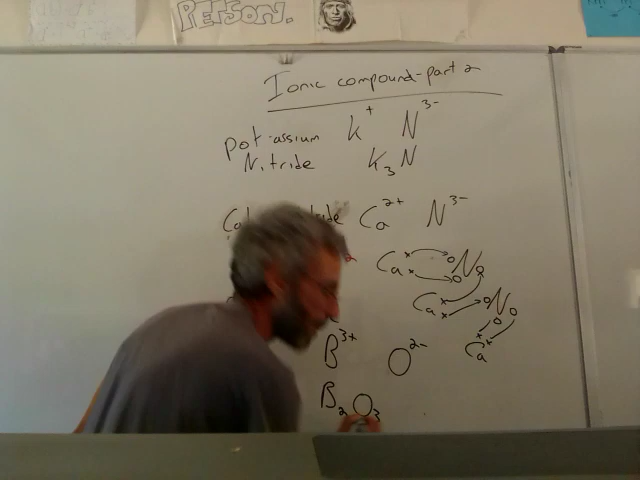 PERSON.
Ionic compound-part 2
Potassium K+ N3-
Nitride K3N
Ca2+ N3-
Ca N
Ca N
Ca
B3+ O2-
B2O3